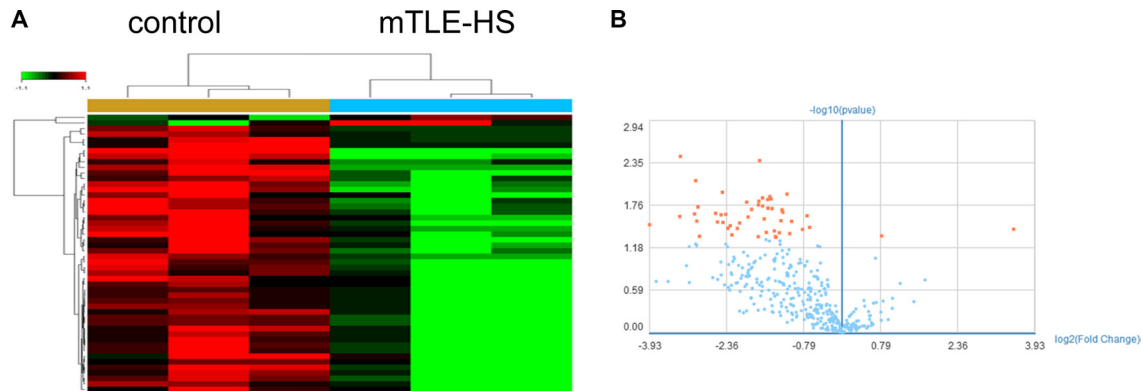 A
control
mTLE-HS
-1.5
1.5
B
-log10(pvalue)
2.94
2.35
1.76
1.18
0.59
0.00
-3.93
-2.36
-0.79
0.79
2.36
3.93
log2(Fold Change)